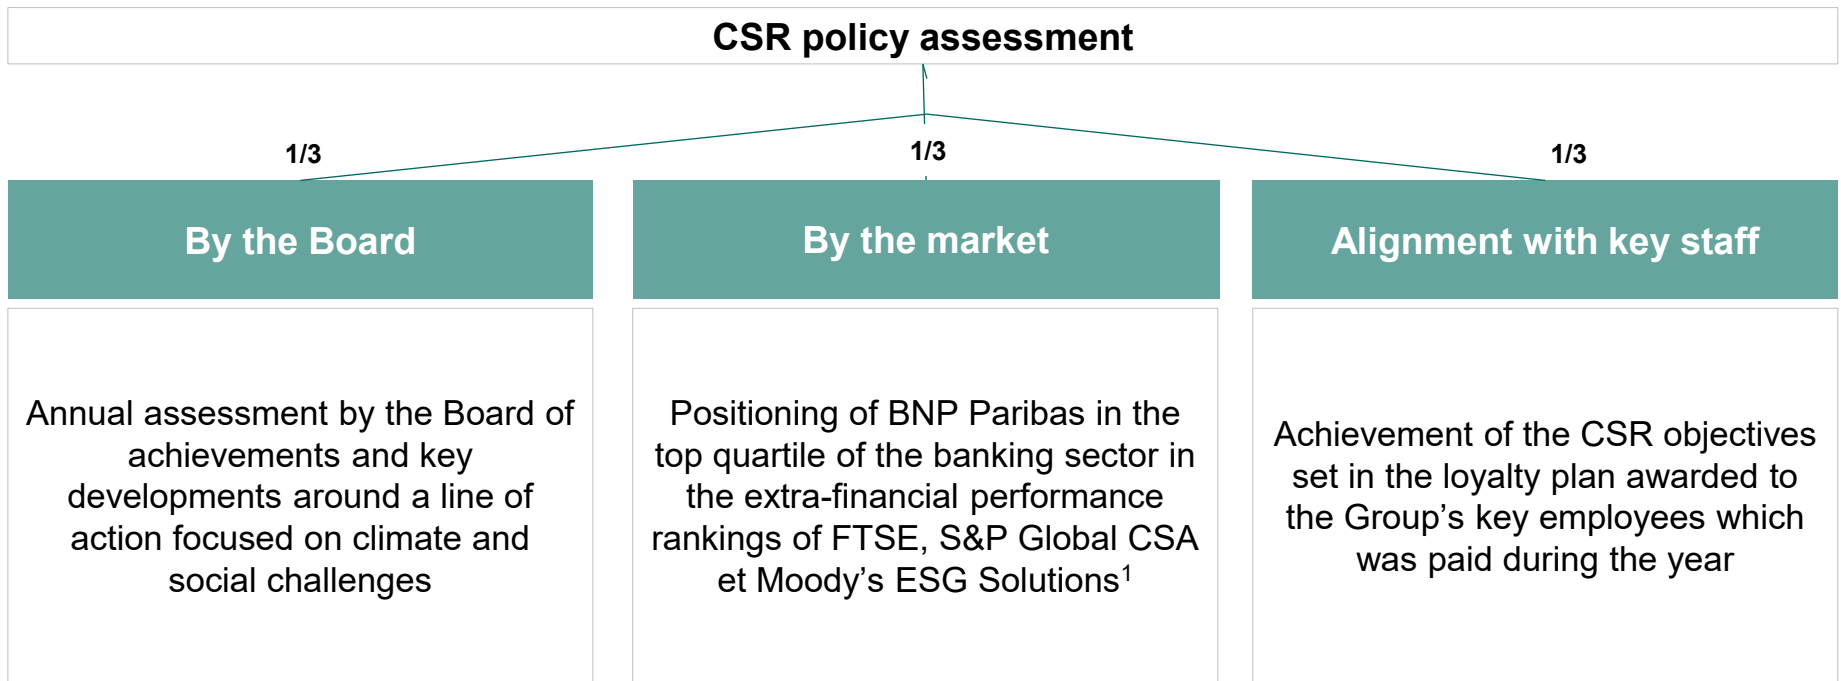 CSR policy assessment
1/3
1/3
1/3
By the Board
By the market
Alignment with key staff
Annual assessment by the Board of
achievements and key
developments around a line of
action focused on climate and
social challenges
Positioning of BNP Paribas in the
top quartile of the banking sector in
the extra-financial performance
rankings of FTSE, S&P Global CSA
et Moody’s ESG Solutions1
Achievement of the CSR objectives
set in the loyalty plan awarded to
the Group’s key employees which
was paid during the year